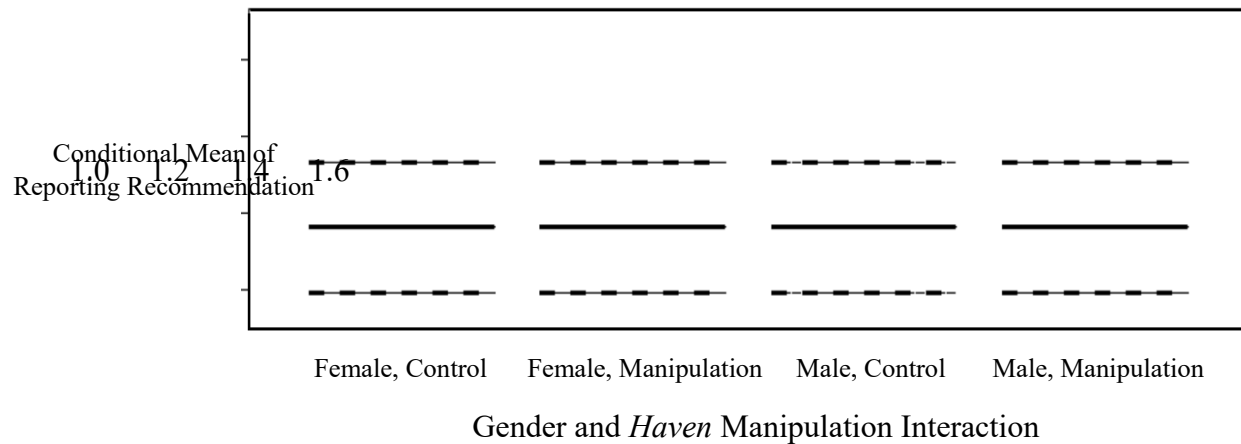 Conditional Mean of
1.0 1.2 1.4 1.6
Reporting Recommendation
Female, Control Female, Manipulation Male, Control Male, Manipulation
Gender and Haven Manipulation Interaction